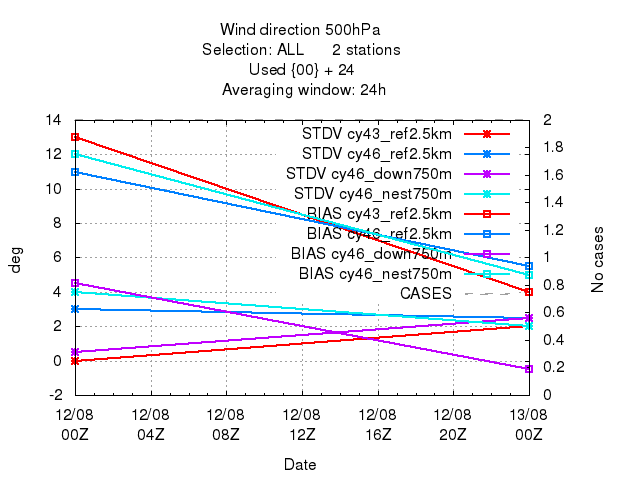 Wind direction 500hPa
Selection: ALL 2 stations
Used {00} + 24
Averaging window: 24h
14 2
STDV cy43_ref2.5km
1.8
STDV cy46_ref2.5km
12
STDV cy46_down750m
1.6
STDV cy46_nest750m
10
1.4
BIAS cy43_ref2.5km
8
1.2
BIAS cy46_ref2.5km
6 1
BIAS cy46_down750m
BIAS cy46_nest750m
4 0.8
CASES
2
0.6
0
0.4
0.2
-2 0
deg
No cases
12/08 12/08 12/08 12/08 12/08 12/08 13/08
00Z 04Z 08Z 12Z 16Z 20Z 00Z
Date